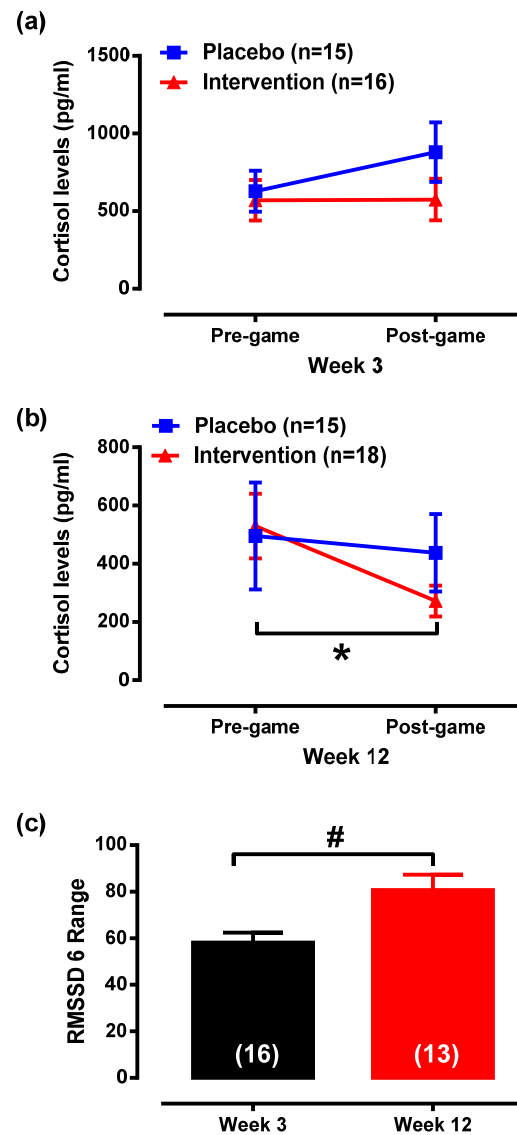 (a)
1500
1000
500
0
Cortisol levels (pg/ml)
Placebo (n=15)
Intervention (n=16)
Pre-game
Post-game
Week 3
(b)
Placebo (n=15)
Intervention (n=18)
800
600
400
200
0
Cortisol levels (pg/ml)
*
Pre-game
Post-game
Week 12
(c)
#
100
80
60
40
20
0
RMSSD 6 Range
(16)
(13)
Week 3
Week 12